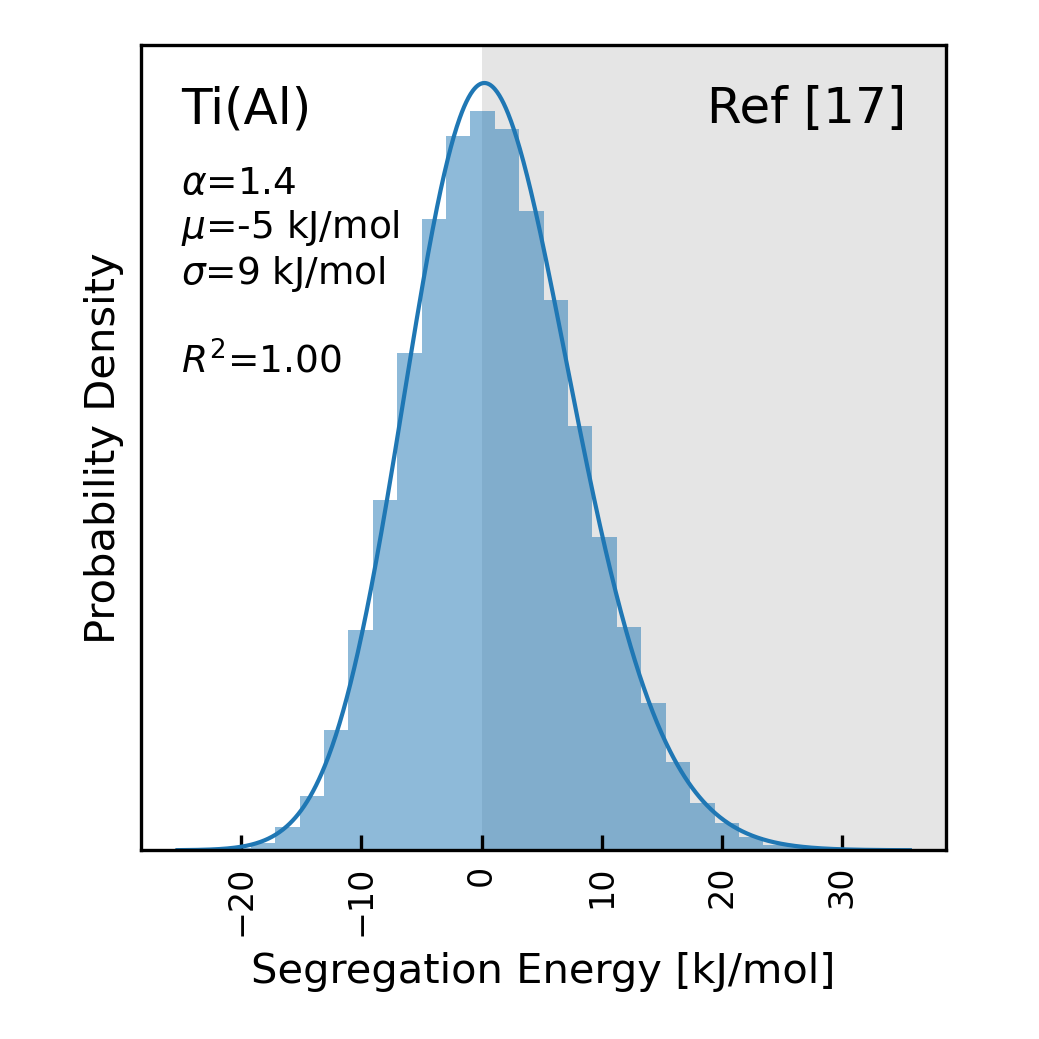 Ti(Al)
Ref [17]
α=1.4
μ=-5 kJ/mol
σ=9 kJ/mol
R²=1.00
Probability Density
−20
−10
0
10
20
30
Segregation Energy [kJ/mol]